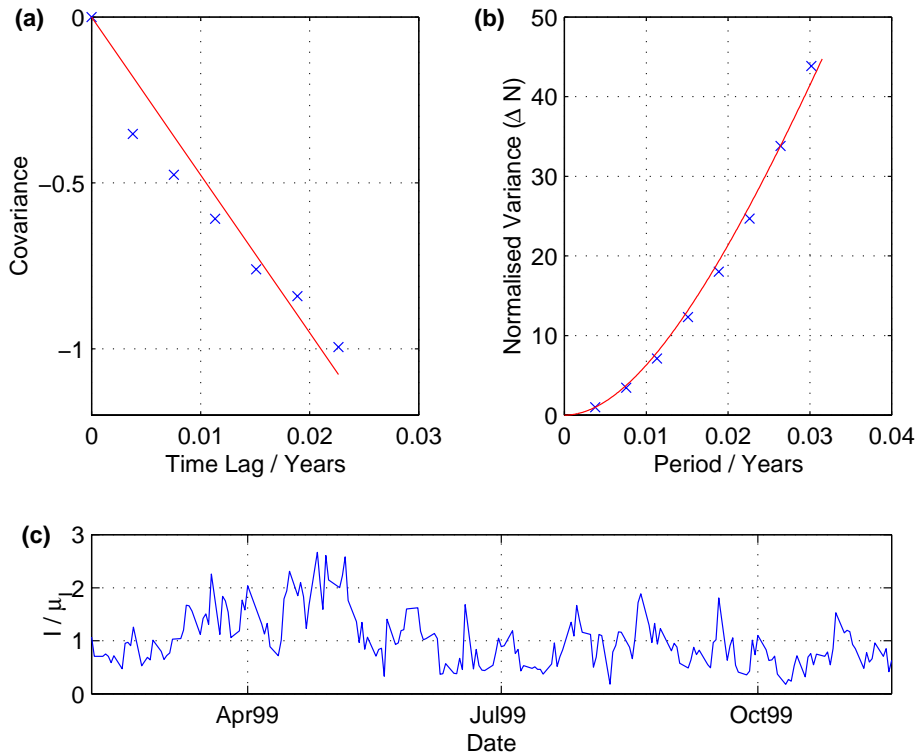 (a)
0
−0.5
−1
Covariance
0 0.01 0.02 0.03
Time Lag / Years
(b)
50
40
30
20
10
0
Normalised Variance (Δ N)
0 0.01 0.02 0.03 0.04
Period / Years
(c)
3
2
1
0
I / μI
Apr99 Jul99 Oct99
Date